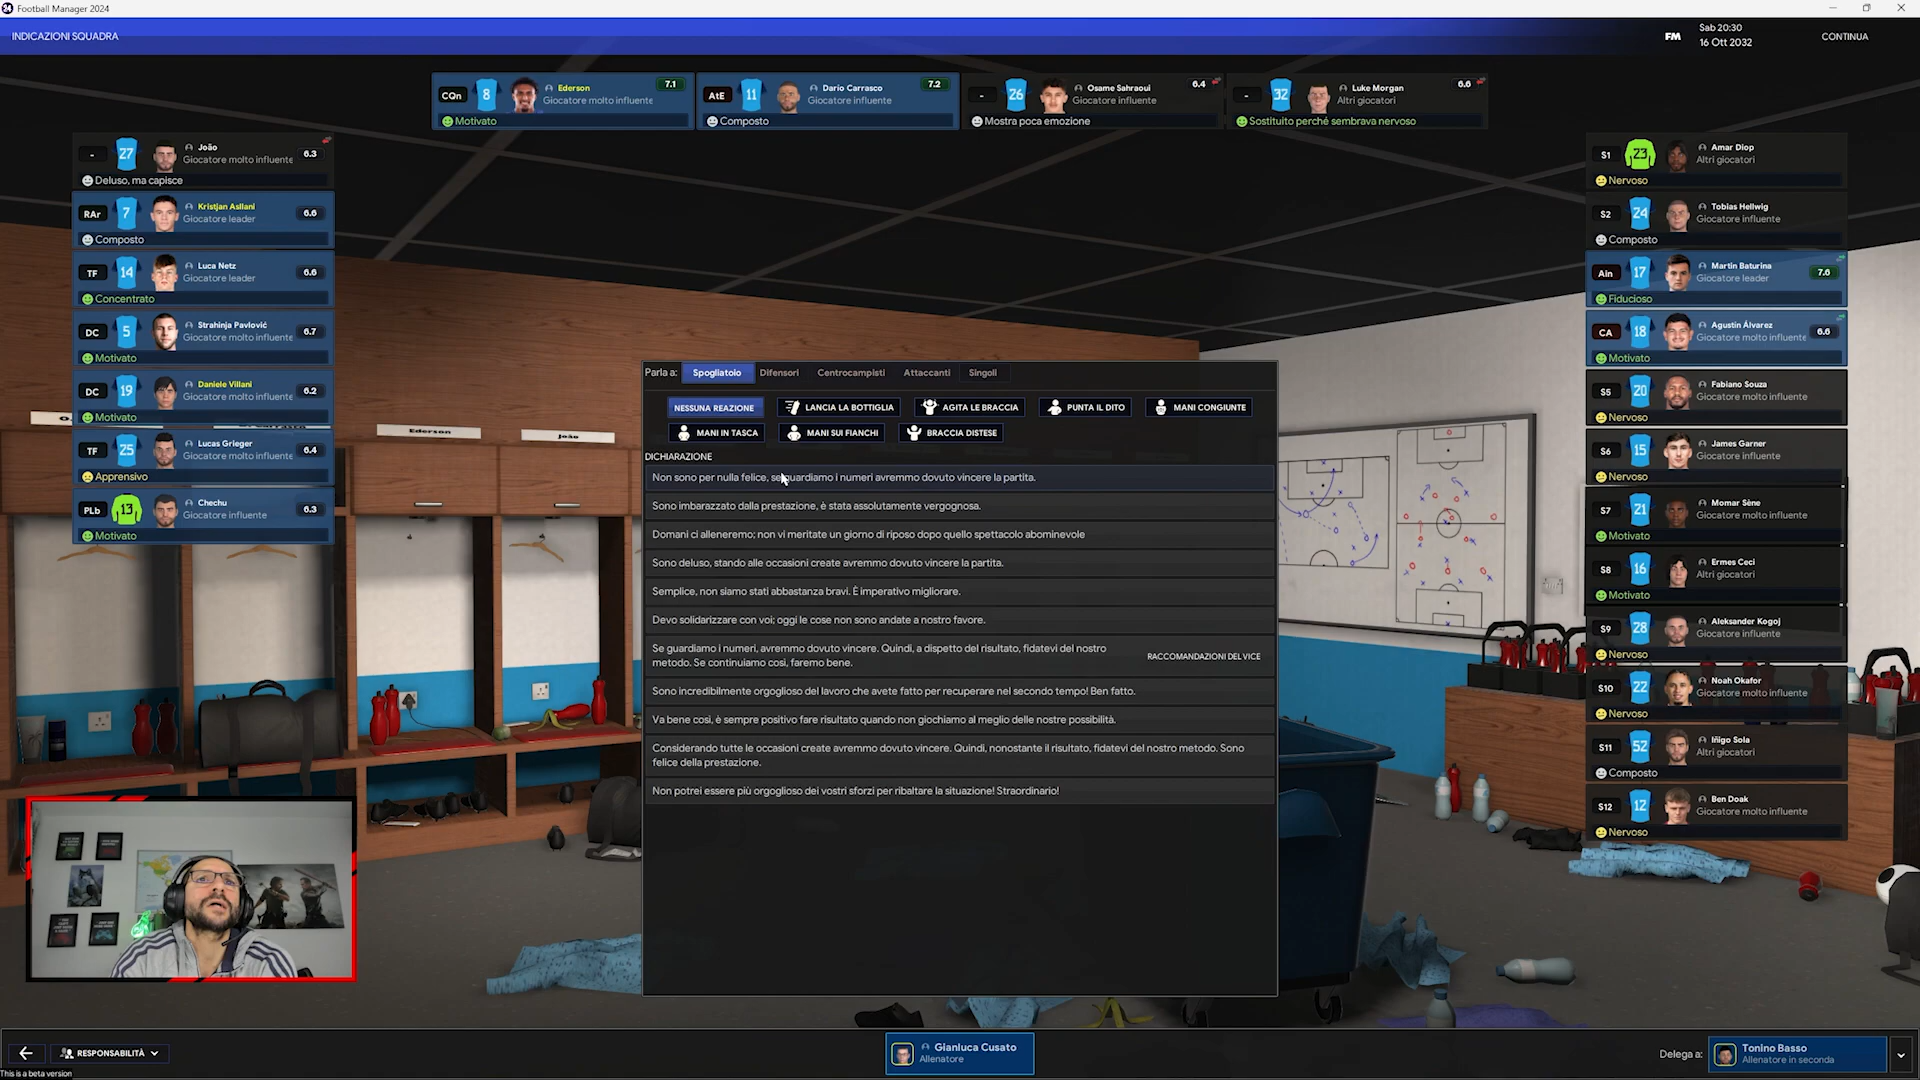 Football Manager 2024
INDICAZIONI SQUADRA
FM
Sab 20:30
16 Ott 2032
CONTINUA
CQn 8 Ederson 7.1
Giocatore molto influente
Motivato
AtE 11 Dario Carrasco 7.2
Giocatore influente
Composto
- 26 Osame Sahraoui 6.4
Giocatore influente
Mostra poca emozione
- 32 Luke Morgan 6.6
Altri giocatori
Sostituito perché sembrava nervoso
- 27 João 6.3
Giocatore molto influente
Deluso, ma capisce
RAr 7 Kristjan Asllani 6.6
Giocatore leader
Composto
TF 14 Luca Netz 6.6
Giocatore leader
Concentrato
DC 5 Strahinja Pavlović 6.7
Giocatore molto influente
Motivato
DC 19 Daniele Villani 6.2
Giocatore molto influente
Motivato
TF 25 Lucas Grieger 6.4
Giocatore molto influente
Apprensivo
PLb 13 Chechu 6.3
Giocatore influente
Motivato
Ederson
João
Parla a: Spogliatoio Difensori Centrocampisti Attaccanti Singoli
NESSUNA REAZIONE LANCIA LA BOTTIGLIA AGITA LE BRACCIA PUNTA IL DITO MANI CONGIUNTE
MANI IN TASCA MANI SUI FIANCHI BRACCIA DISTESE
DICHIARAZIONE
Non sono per nulla felice, se guardiamo i numeri avremmo dovuto vincere la partita.
Sono imbarazzato dalla prestazione, è stata assolutamente vergognosa.
Domani ci alleneremo; non vi meritate un giorno di riposo dopo quello spettacolo abominevole
Sono deluso, stando alle occasioni create avremmo dovuto vincere la partita.
Semplice, non siamo stati abbastanza bravi. È imperativo migliorare.
Devo solidarizzare con voi; oggi le cose non sono andate a nostro favore.
Se guardiamo i numeri, avremmo dovuto vincere. Quindi, a dispetto del risultato, fidatevi del nostro
metodo. Se continuiamo così, faremo bene.
RACCOMANDAZIONI DEL VICE
Sono incredibilmente orgoglioso del lavoro che avete fatto per recuperare nel secondo tempo! Ben fatto.
Va bene così, è sempre positivo fare risultato quando non giochiamo al meglio delle nostre possibilità.
Considerando tutte le occasioni create avremmo dovuto vincere. Quindi, nonostante il risultato, fidatevi del nostro metodo. Sono
felice della prestazione.
Non potrei essere più orgoglioso dei vostri sforzi per ribaltare la situazione! Straordinario!
S1 23 Amar Diop
Altri giocatori
Nervoso
S2 24 Tobias Hellwig
Giocatore influente
Composto
Ain 17 Martin Baturina 7.6
Giocatore leader
Fiducioso
CA 18 Agustín Álvarez 6.6
Giocatore molto influente
Motivato
S5 20 Fabiano Souza
Giocatore molto influente
Nervoso
S6 15 James Garner
Giocatore molto influente
Nervoso
S7 21 Momar Sène
Giocatore molto influente
Motivato
S8 16 Ermes Ceci
Altri giocatori
Motivato
S9 28 Aleksander Kogoj
Giocatore influente
Nervoso
S10 22 Noah Okafor
Giocatore molto influente
Nervoso
S11 52 Iñigo Sola
Altri giocatori
Composto
S12 12 Ben Doak
Giocatore molto influente
Nervoso
RESPONSABILITÀ
Gianluca Cusato
Allenatore
Delega a: Tonino Basso
Allenatore in seconda
This is a beta version